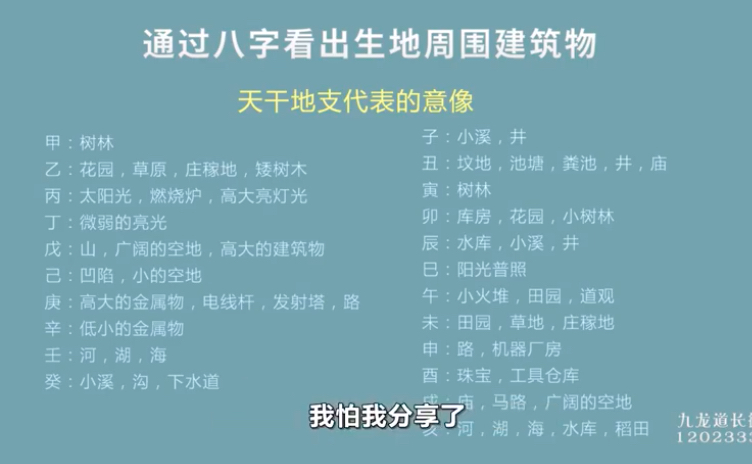 通过八字看出生地周围建筑物
天干地支代表的意像
甲：树林
乙：花园，草原，庄稼地，矮树木
丙：太阳光，燃烧炉，高大亮灯光
丁：微弱的亮光
戊：山，广阔的空地，高大的建筑物
己：凹陷，小的空地
庚：高大的金属物，电线杆，发射塔，路
辛：低小的金属物
壬：河，湖，海
癸：小溪，沟，下水道
子：小溪，井
丑：坟地，池塘，粪池，井，庙
寅：树林
卯：库房，花园，小树林
辰：水库，小溪，井
巳：阳光普照
午：小火堆，田园，道观
未：田园，草地，庄稼地
申：路，机器厂房
酉：珠宝，工具仓库
戌：庙，马路，广阔的空地
亥：河，湖，海，水库，稻田
我怕我分享了
九龙道长
120233